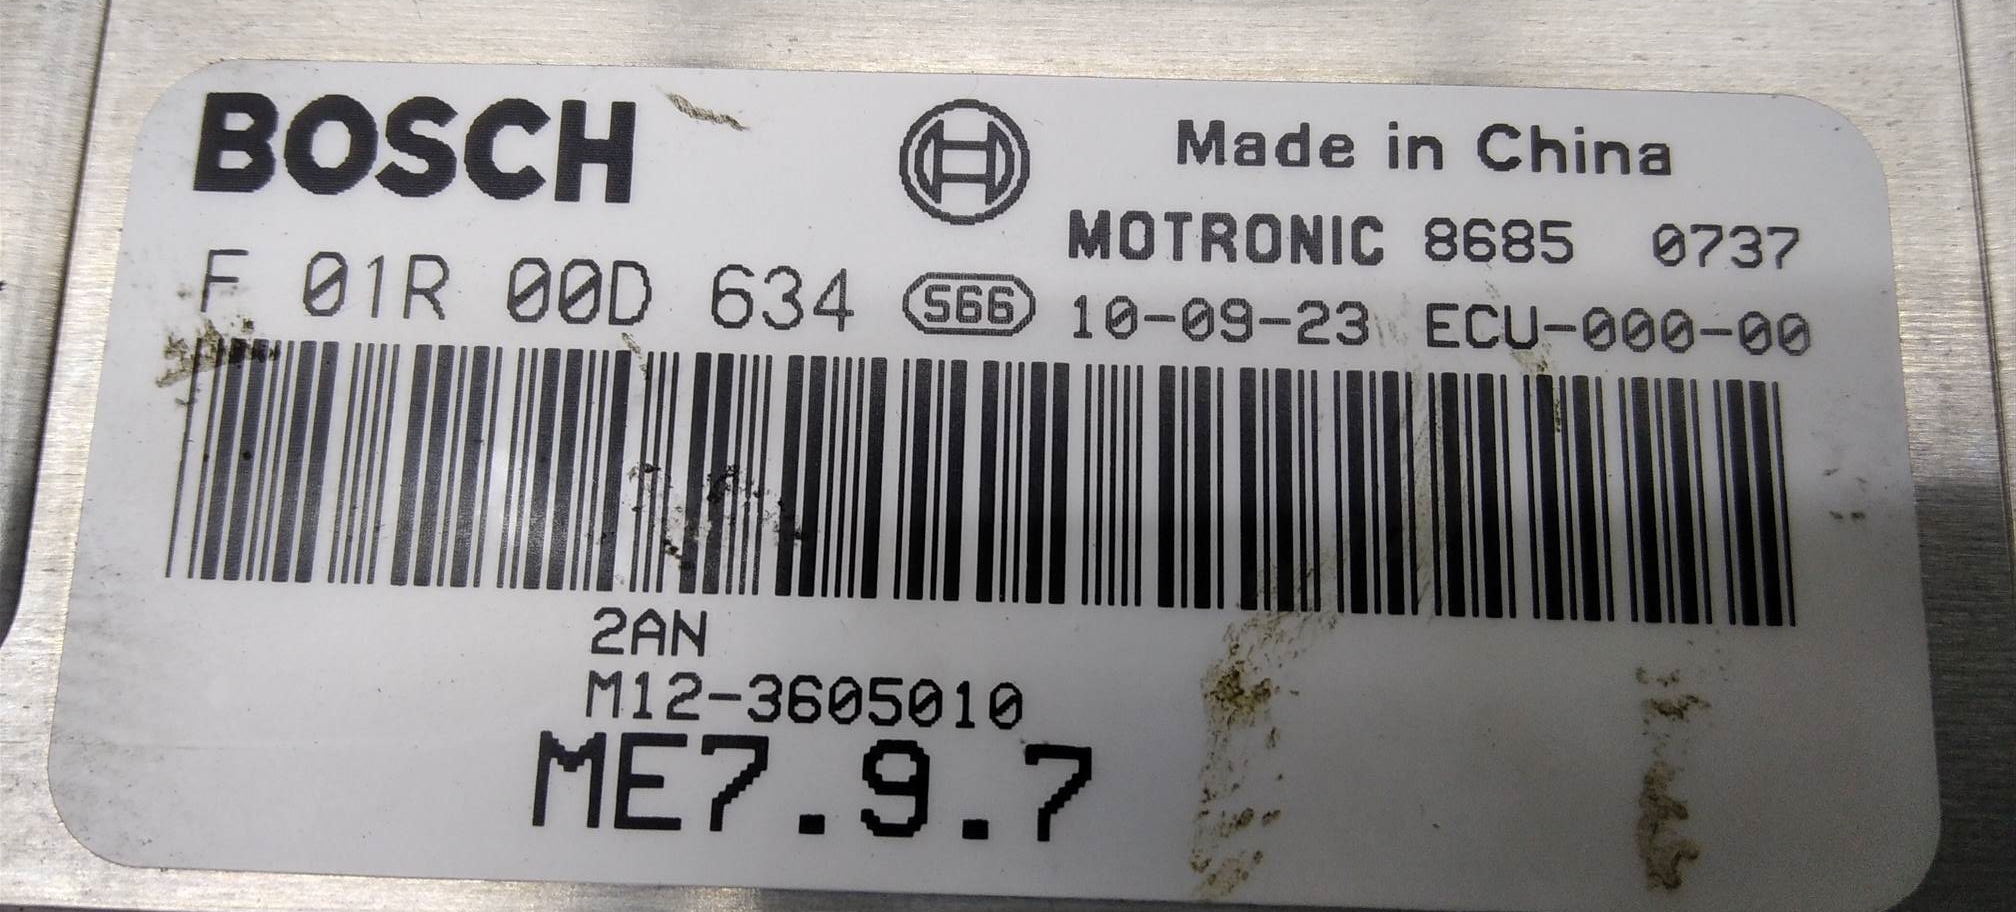 BOSCH
Made in China
MOTRONIC 8685 0737
F 01R 00D 634 S66 10-09-23 ECU-000-00
2AN
M12-3605010
ME7.9.7